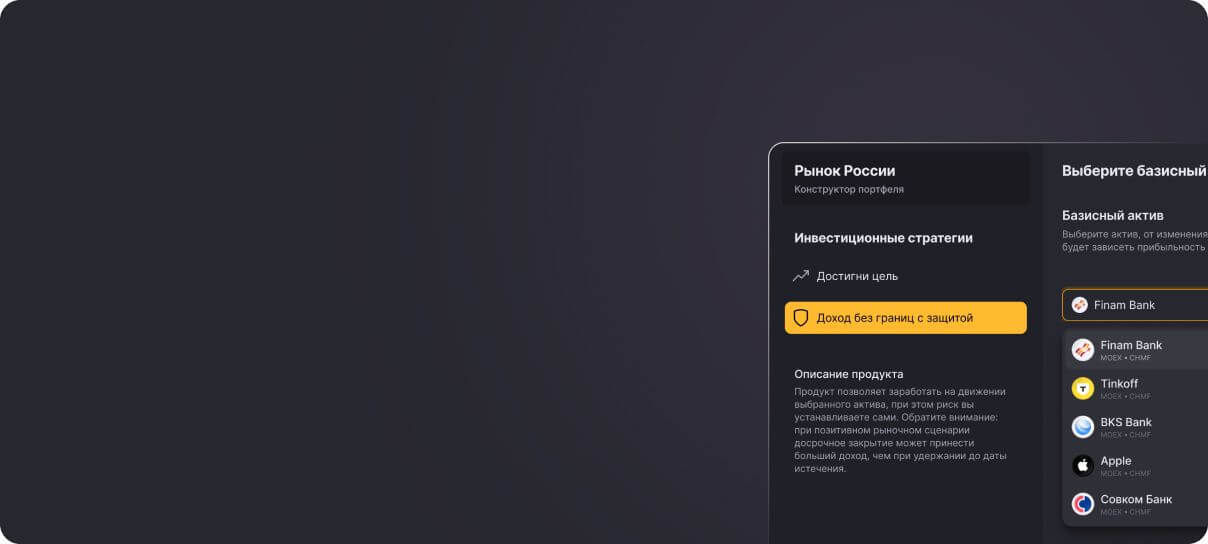 Рынок России
Конструктор портфеля
Инвестиционные стратегии
Достигни цель
Доход без границ с защитой
Описание продукта
Продукт позволяет заработать на движении
выбранного актива, при этом риск вы
устанавливаете сами. Обратите внимание:
при позитивном рыночном сценарии
досрочное закрытие может принести
больший доход, чем при удержании до даты
истечения.
Выберите базисный
Базисный актив
Выберите актив, от изменения
будет зависеть прибыльность
Finam Bank
Finam Bank
MOEX • CHMF
Tinkoff
MOEX • CHMF
BKS Bank
MOEX • CHMF
Apple
MOEX • CHMF
Совком Банк
MOEX • CHMF